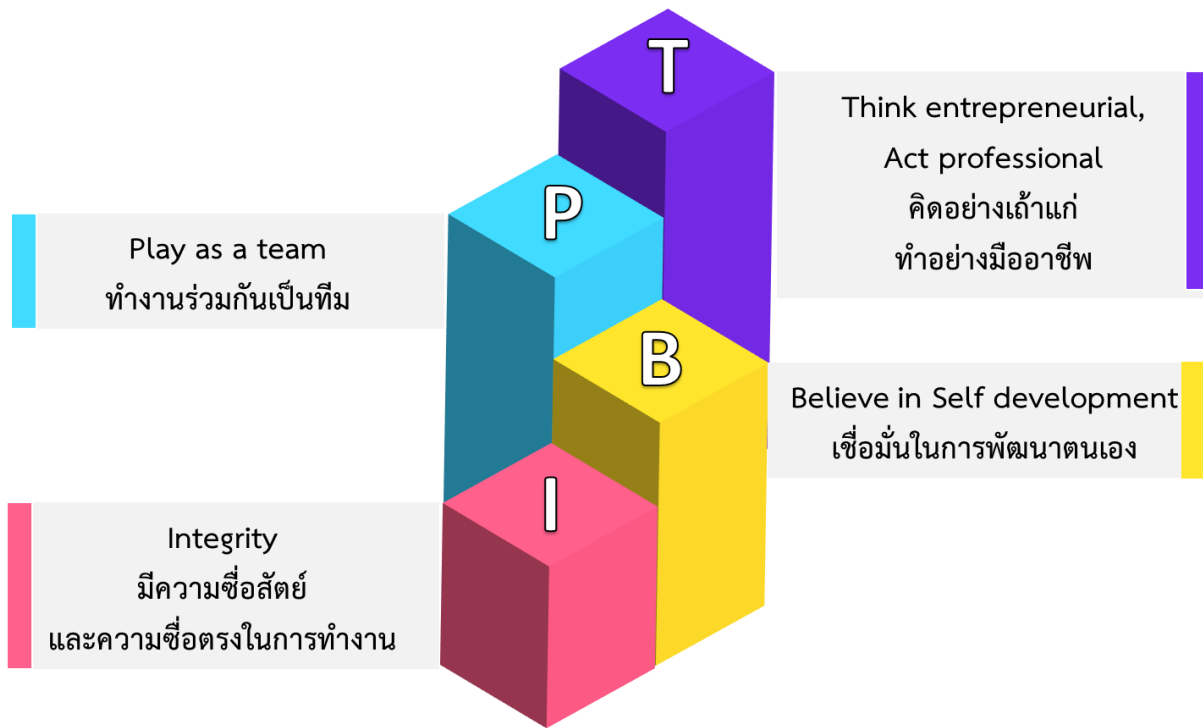 T
Think entrepreneurial,
Act professional
คิดอย่างเถ้าแก่
ทำอย่างมืออาชีพ
P
Play as a team
ทำงานร่วมกันเป็นทีม
B
Believe in Self development
เชื่อมั่นในการพัฒนาตนเอง
I
Integrity
มีความซื่อสัตย์
และความซื่อตรงในการทำงาน